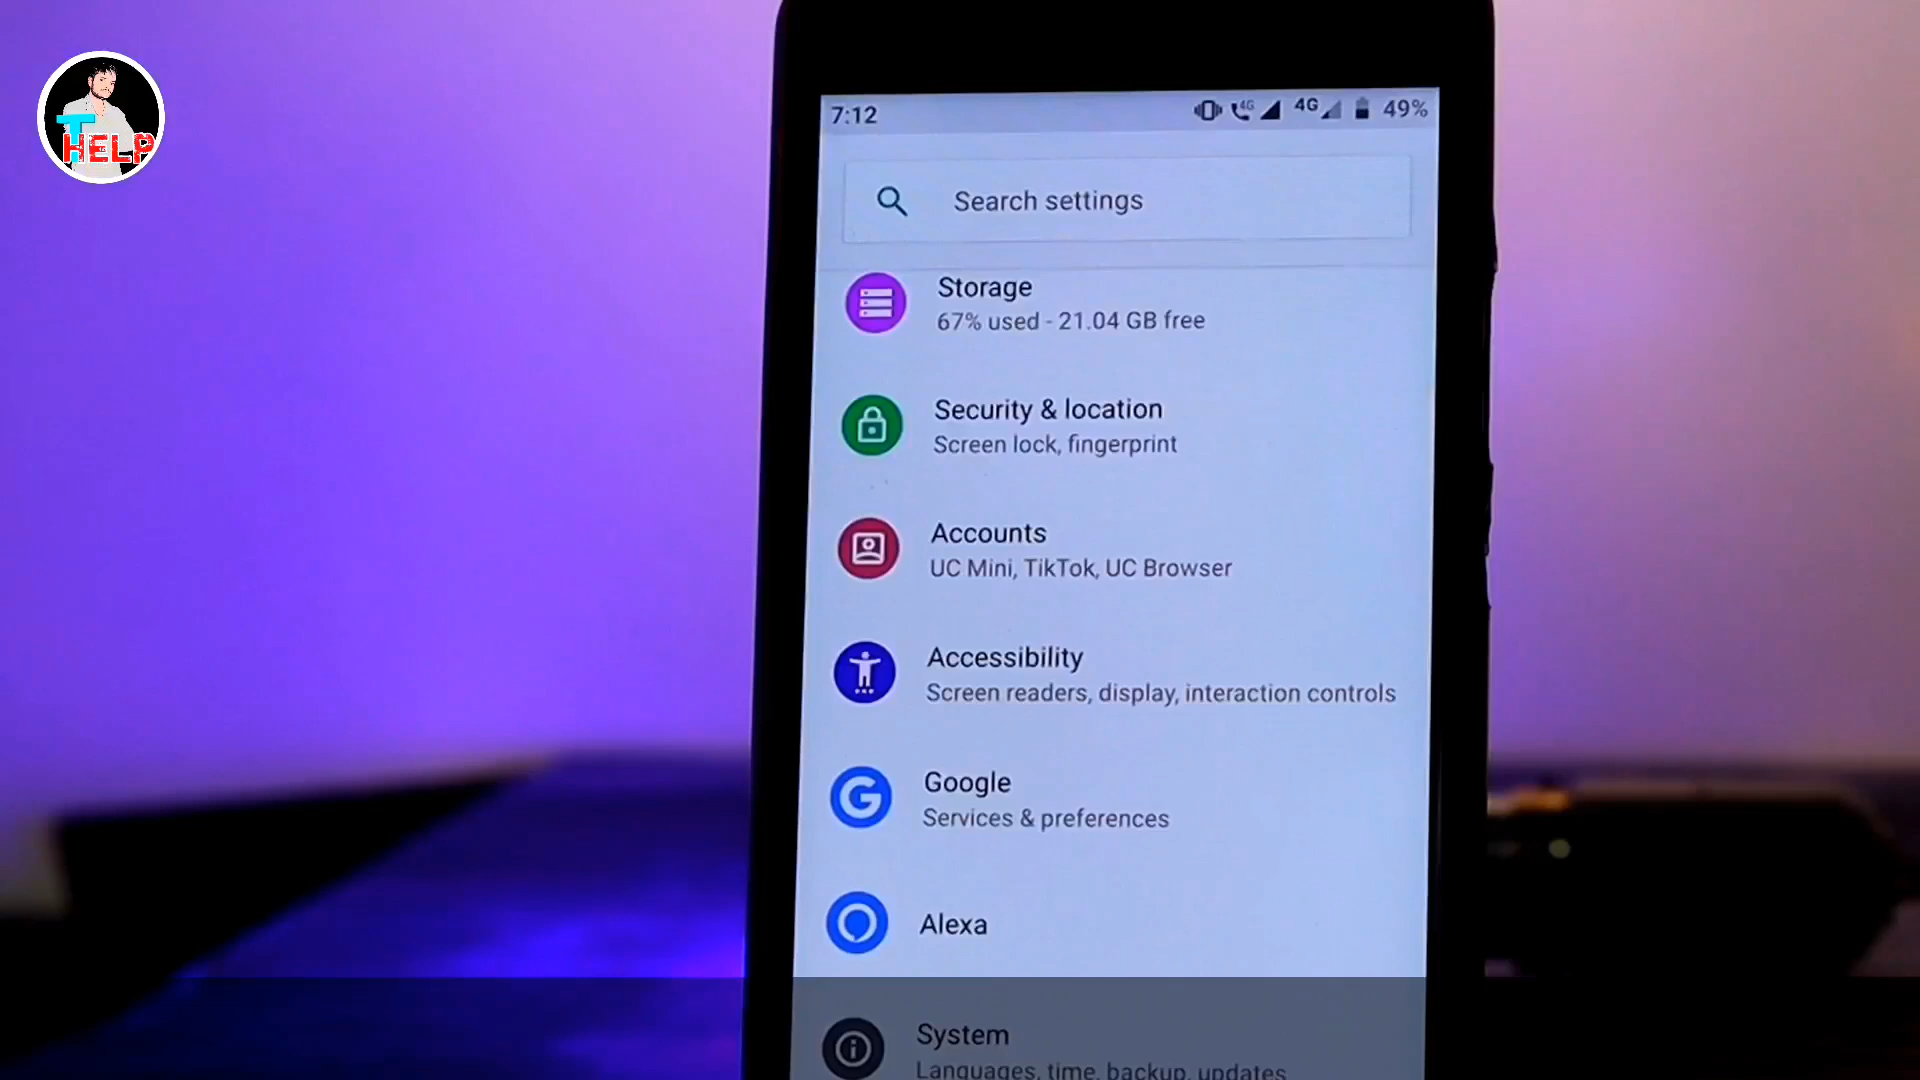 T
HELP
7:12
4G
4G
49%
Search settings
Storage
67% used - 21.04 GB free
Security & location
Screen lock, fingerprint
Accounts
UC Mini, TikTok, UC Browser
Accessibility
Screen readers, display, interaction controls
Google
Services & preferences
Alexa
System
Languages, time, backup, updates